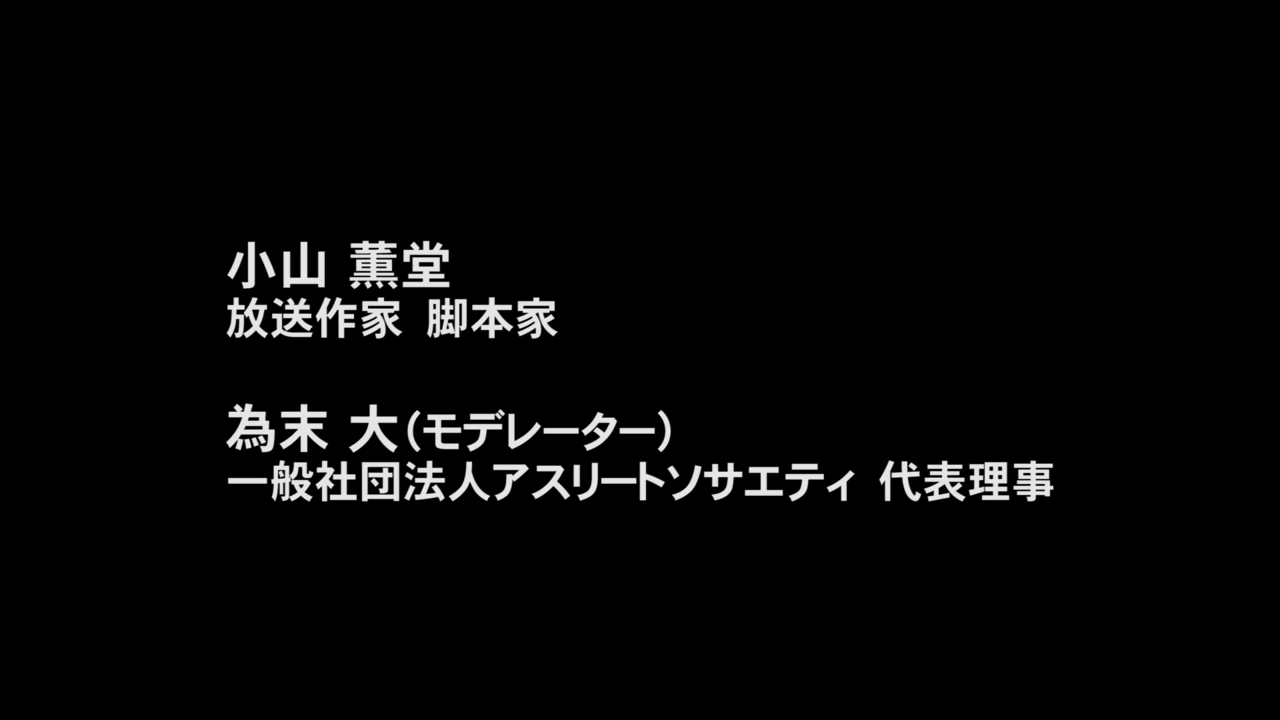 小山 薫堂
放送作家 脚本家
為末 大（モデレーター）
一般社団法人アスリートソサエティ 代表理事